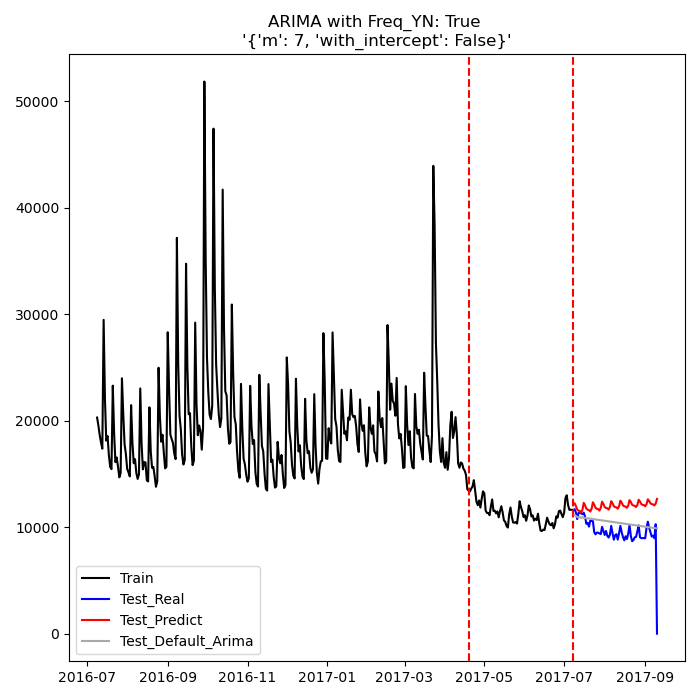 ARIMA with Freq_YN: True
'{'m': 7, 'with_intercept': False}'
50000
40000
30000
20000
10000
0
Train
Test_Real
Test_Predict
Test_Default_Arima
2016-07
2016-09
2016-11
2017-01
2017-03
2017-05
2017-07
2017-09